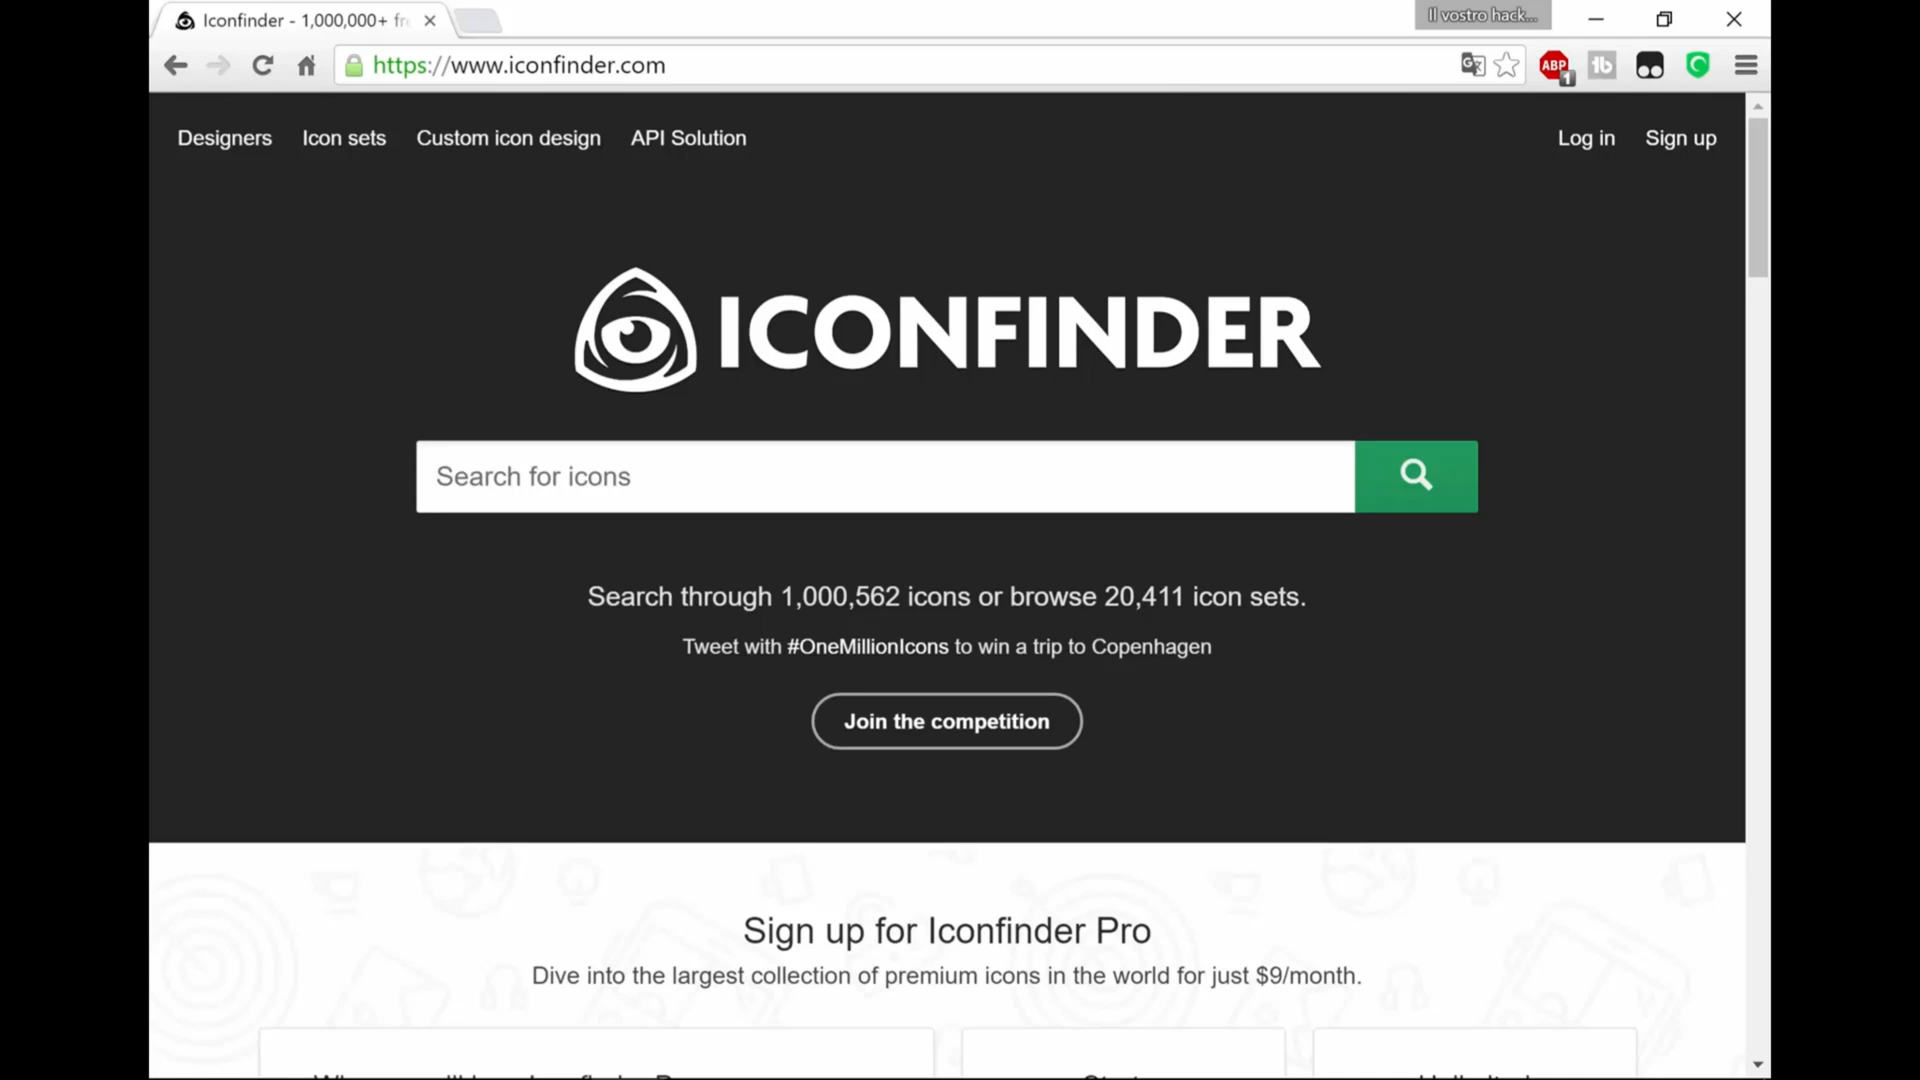 Iconfinder - 1,000,000+ fr
Il vostro hack...
https://www.iconfinder.com
ABP
1
Designers Icon sets Custom icon design API Solution Log in Sign up
ICONFINDER
Search for icons
Search through 1,000,562 icons or browse 20,411 icon sets.
Tweet with #OneMillionIcons to win a trip to Copenhagen
Join the competition
Sign up for Iconfinder Pro
Dive into the largest collection of premium icons in the world for just $9/month.